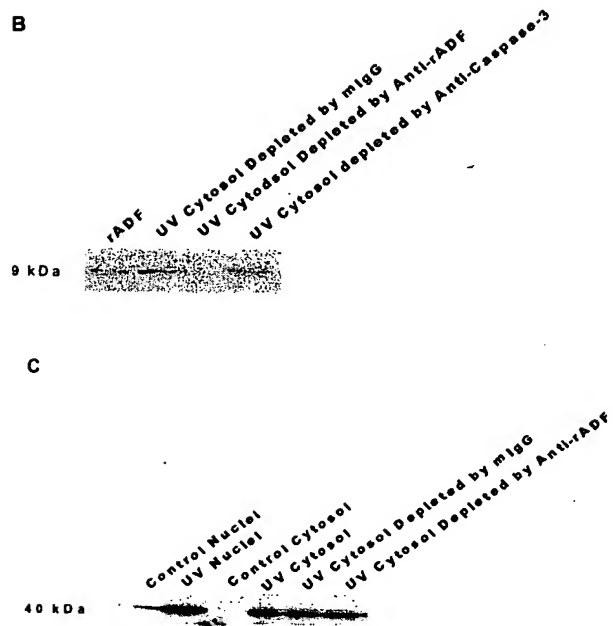 B
rADF
UV Cytosol Depleted by mIgG
UV Cytodsol Depleted by Anti-rADF
UV Cytosol depleted by Anti-Caspase-3
9 kDa
C
Control Nuclei
UV Nuclei
Control Cytosol
UV Cytosol
UV Cytosol Depleted by mIgG
UV Cytosol Depleted by Anti-rADF
40 kDa